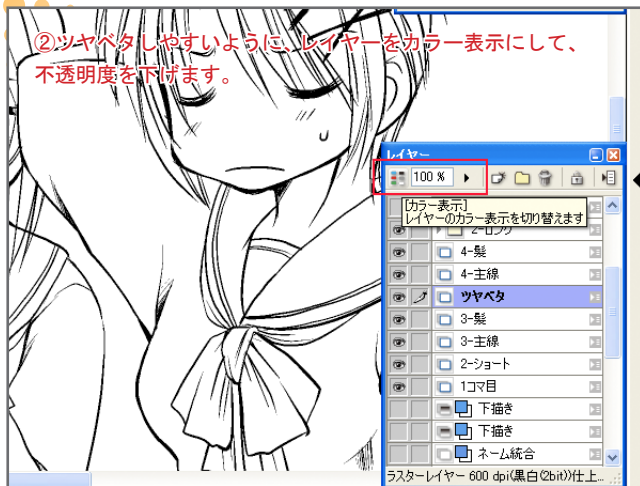 ②ツヤベタしやすいように、レイヤーをカラー表示にして、
不透明度を下げます。
レイヤー
100 %
[カラー表示]
レイヤーのカラー表示を切り替えます
2-ロング
4-髪
4-主線
ツヤベタ
3-髪
3-主線
2-ショート
1コマ目
下描き
下描き
ネーム統合
ラスターレイヤー 600 dpi(黒白(2bit))仕上...